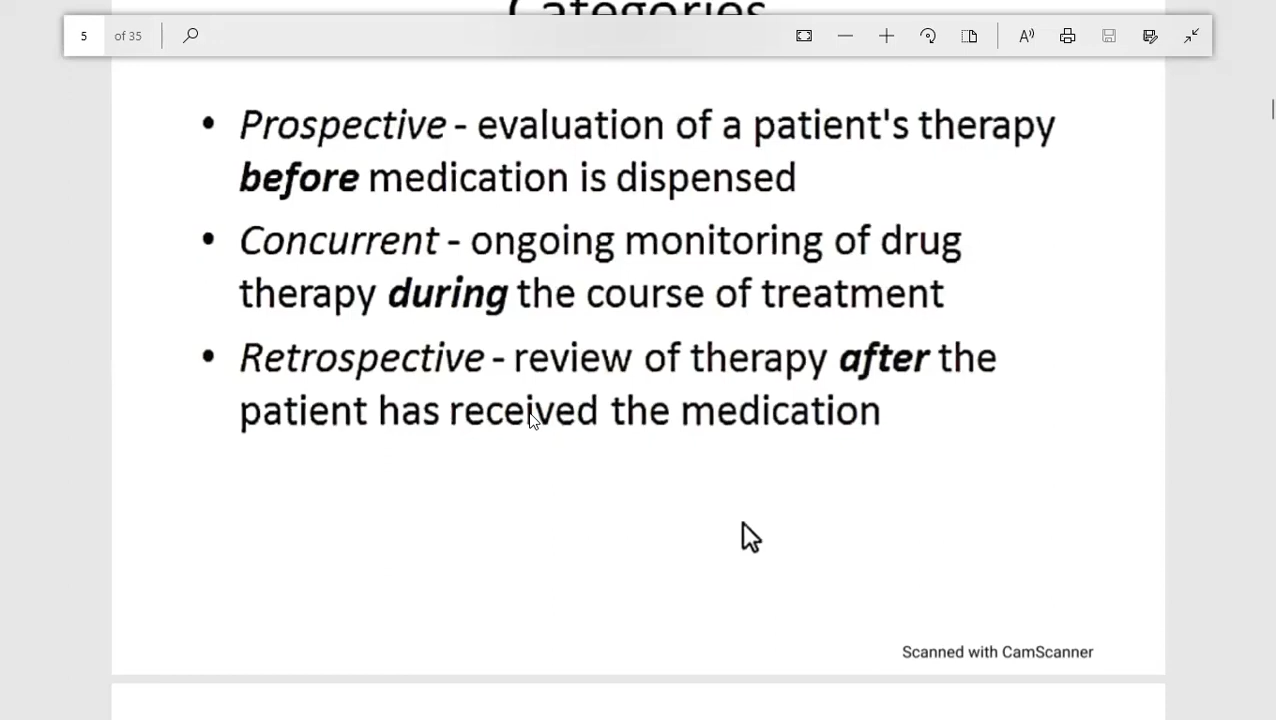 Categories
5 of 35
• Prospective - evaluation of a patient's therapy
before medication is dispensed
• Concurrent - ongoing monitoring of drug
therapy during the course of treatment
• Retrospective - review of therapy after the
patient has received the medication
Scanned with CamScanner